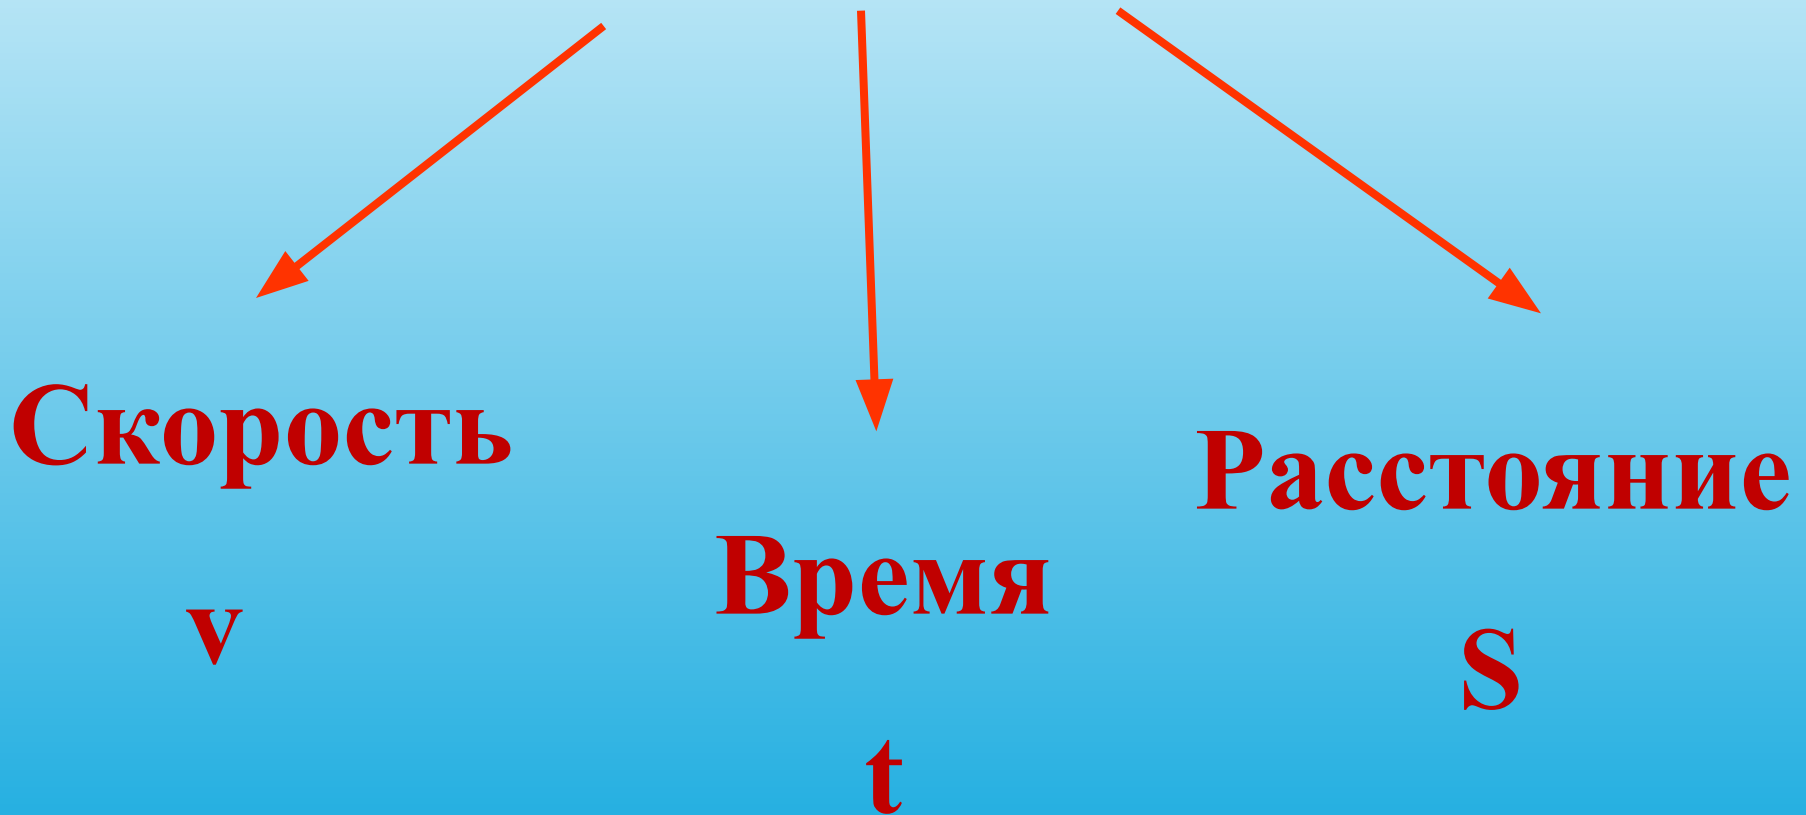 Скорость
v
Время
t
Расстояние
S